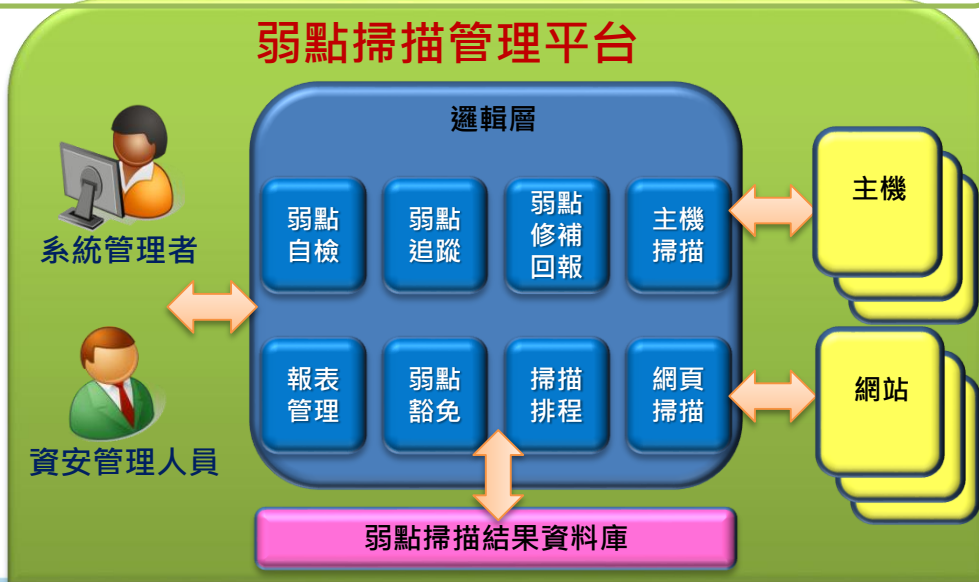 弱點掃描管理平台
邏輯層
系統管理者
資安管理人員
弱點
自檢
弱點
追蹤
弱點
修補
回報
主機
掃描
報表
管理
弱點
豁免
掃描
排程
網頁
掃描
主機
網站
弱點掃描結果資料庫